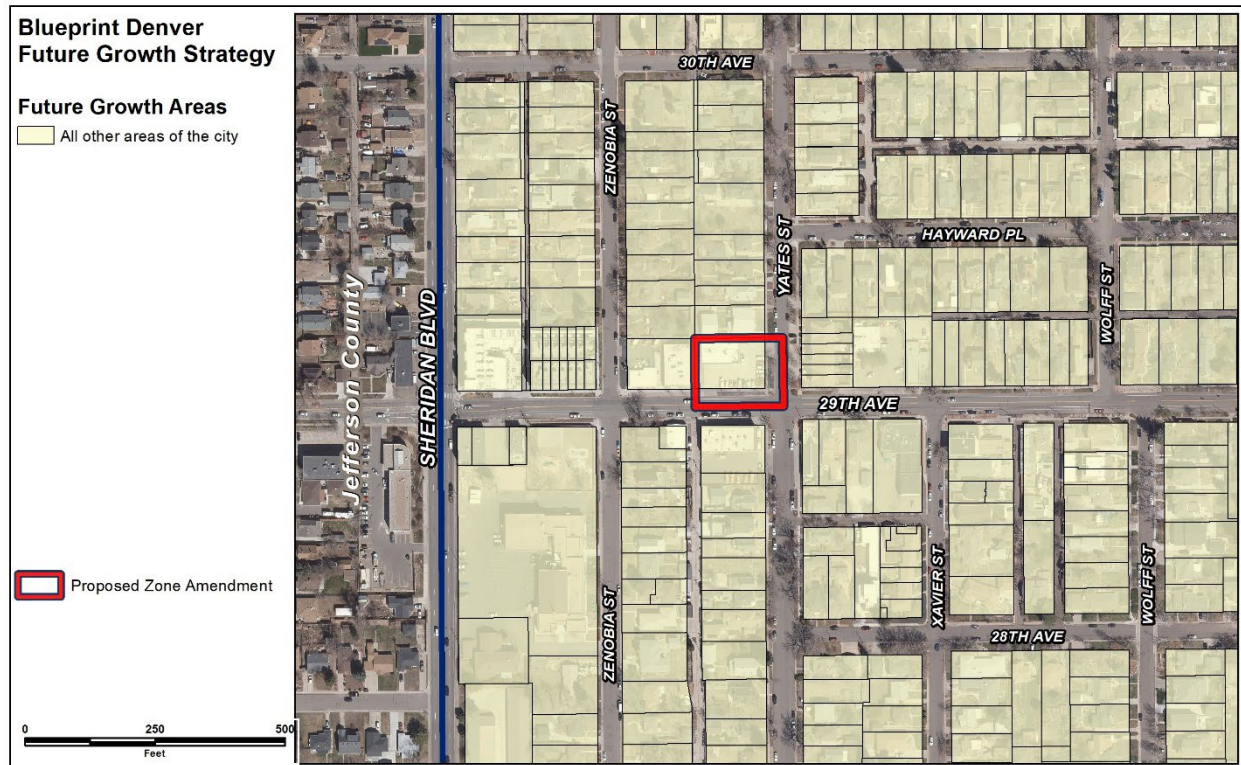 Blueprint Denver
Future Growth Strategy
Future Growth Areas
All other areas of the city
Proposed Zone Amendment
0 250 500
Feet
30TH AVE
ZENOBIA ST
YATES ST
HAYWARD PL
WOLFF ST
Jefferson County
SHERIDAN BLVD
29TH AVE
ZENOBIA ST
XAVIER ST
WOLFF ST
28TH AVE